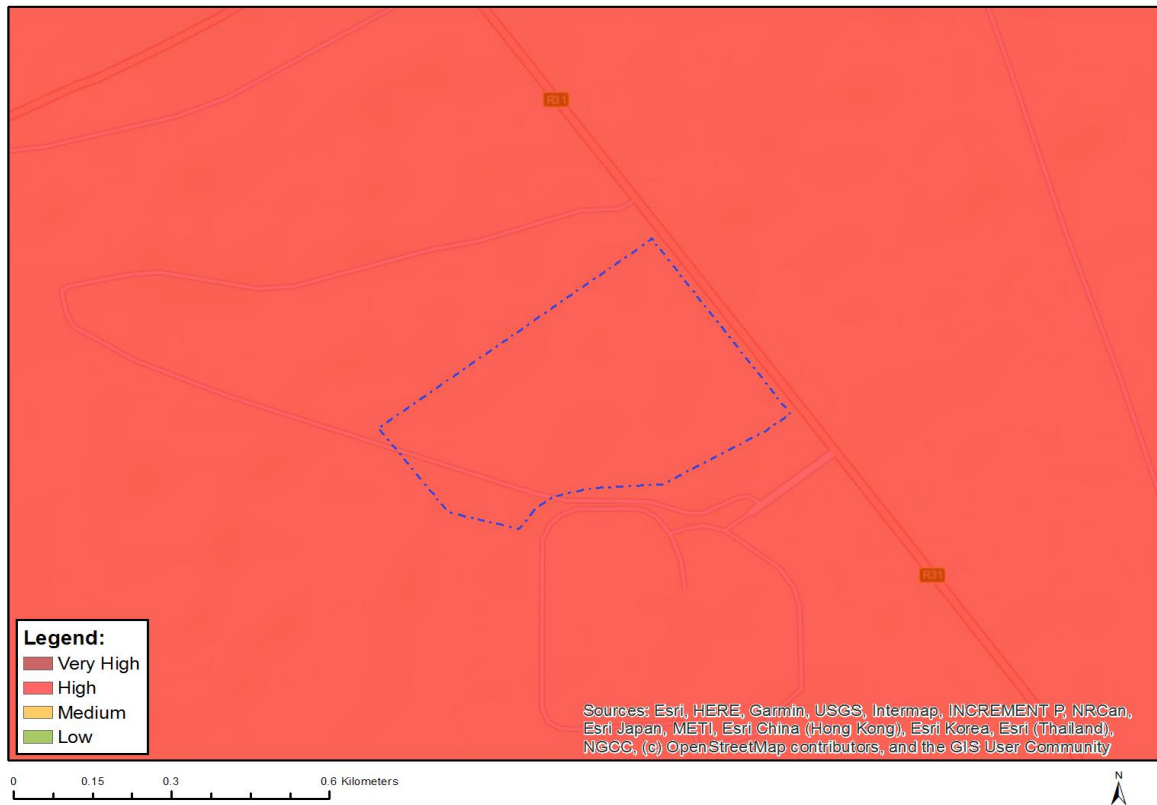 R31
R31
Legend:
Very High
High
Medium
Low
Sources: Esri, HERE, Garmin, USGS, Intermap, INCREMENT P, NRCan,
Esri Japan, METI, Esri China (Hong Kong), Esri Korea, Esri (Thailand),
NGCC, (c) OpenStreetMap contributors, and the GIS User Community
0 0.15 0.3 0.6 Kilometers
N